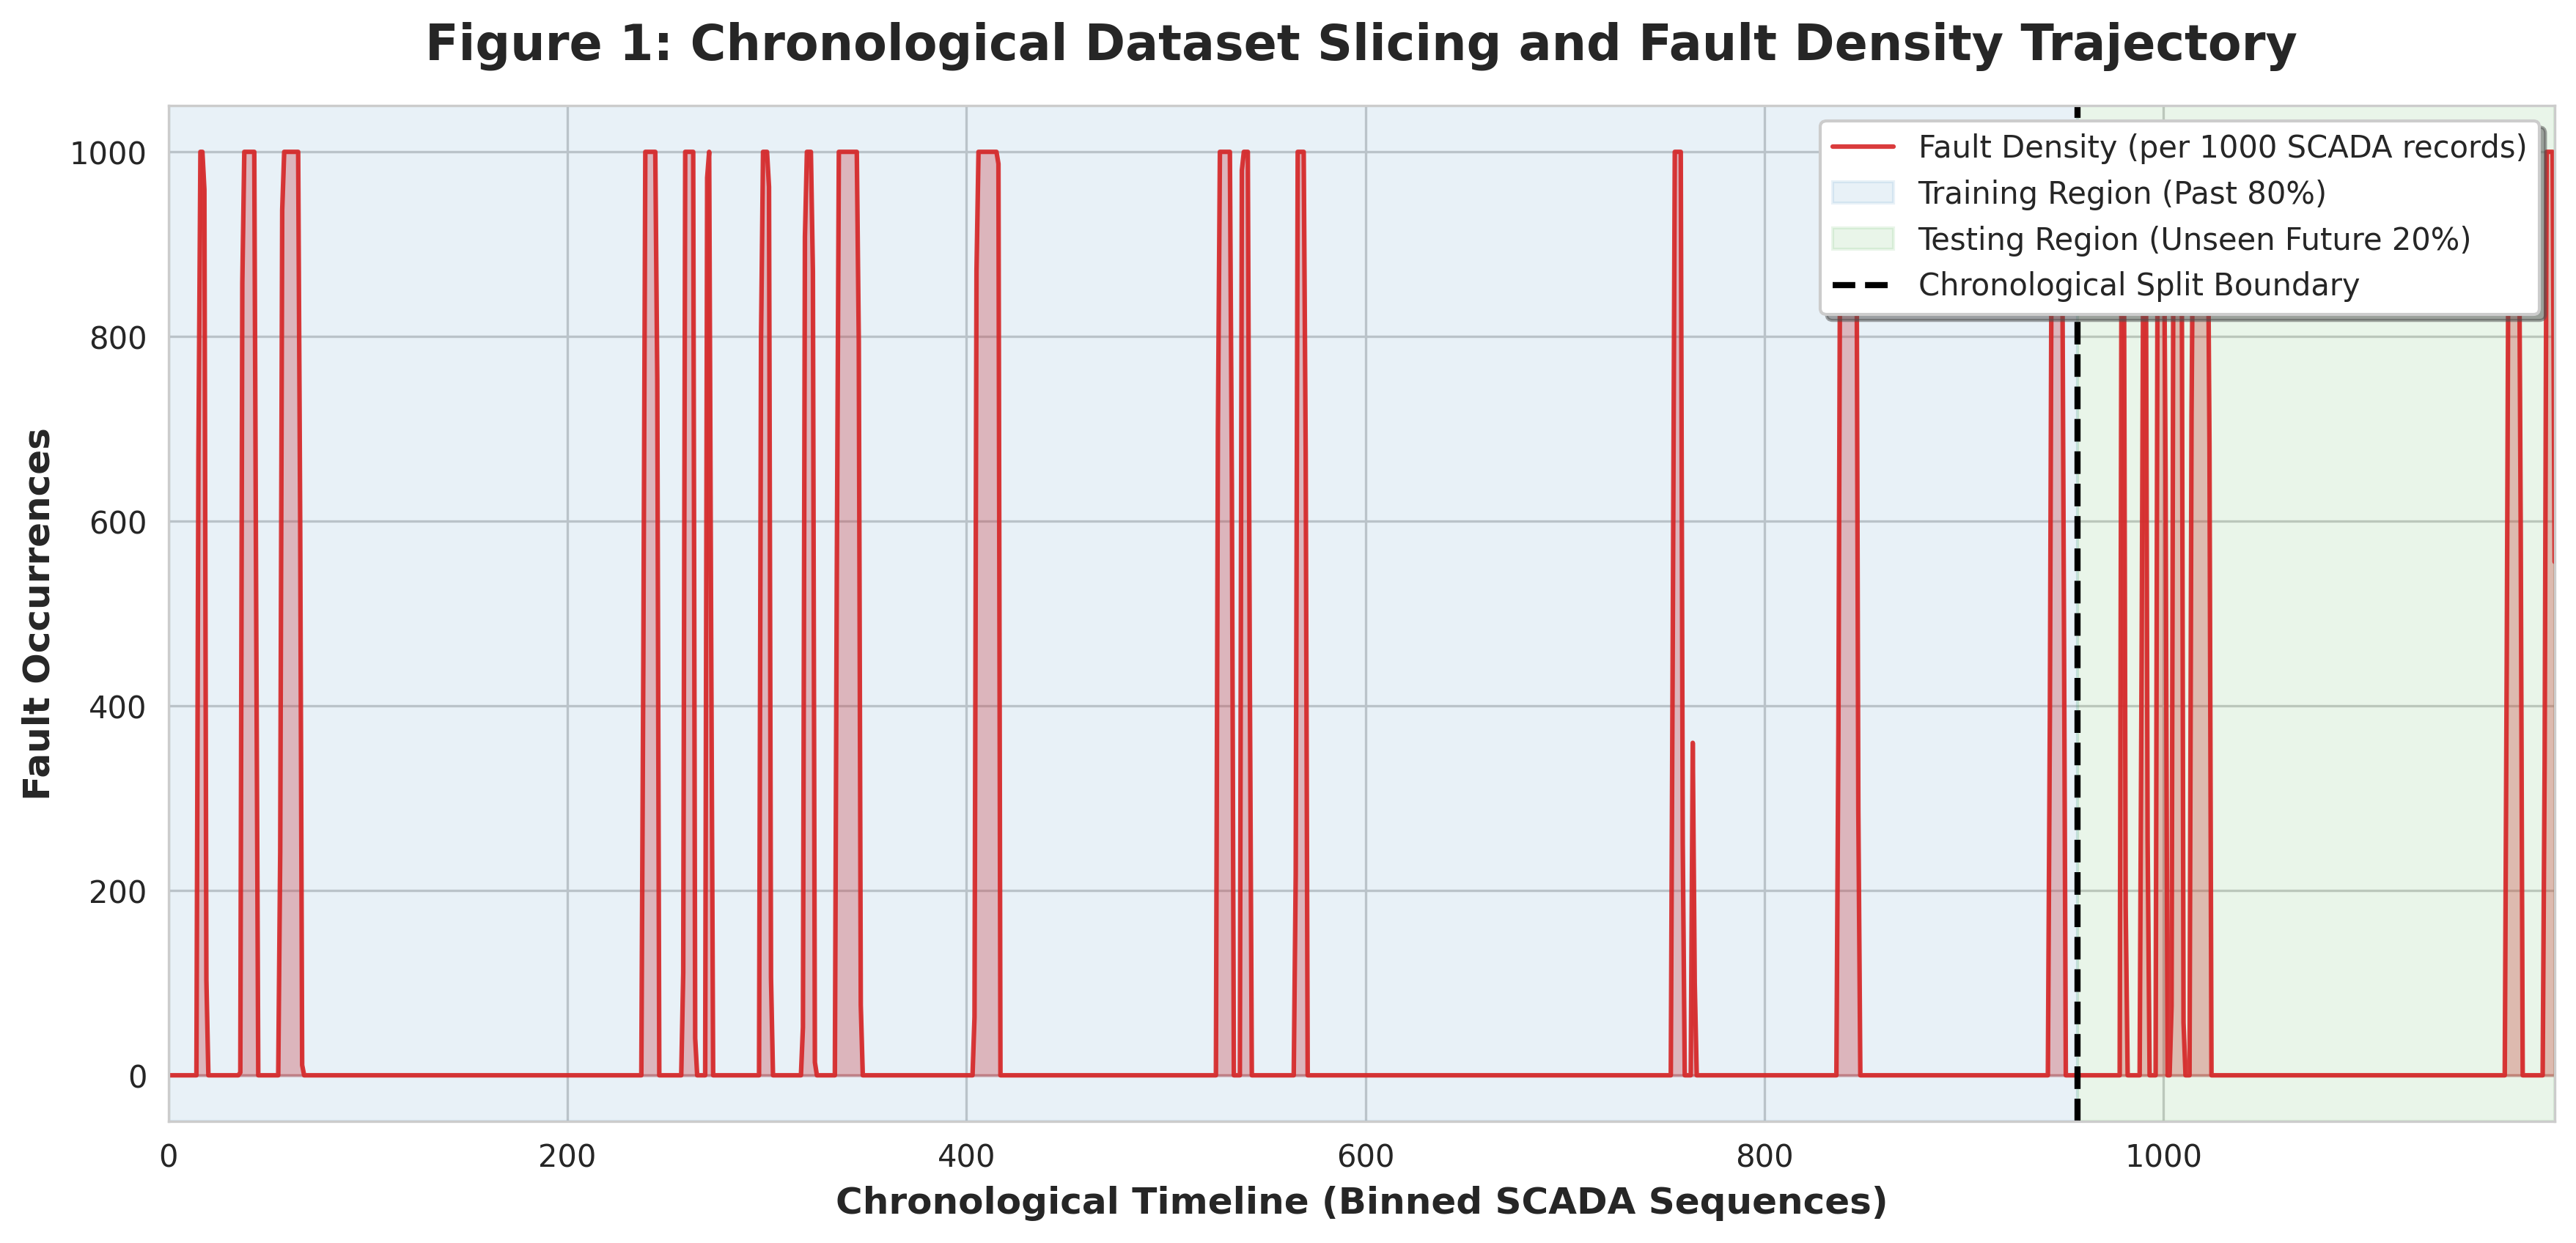 Figure 1: Chronological Dataset Slicing and Fault Density Trajectory
1000
800
600
400
200
0
Fault Occurrences
Fault Density (per 1000 SCADA records)
Training Region (Past 80%)
Testing Region (Unseen Future 20%)
Chronological Split Boundary
0 200 400 600 800 1000
Chronological Timeline (Binned SCADA Sequences)